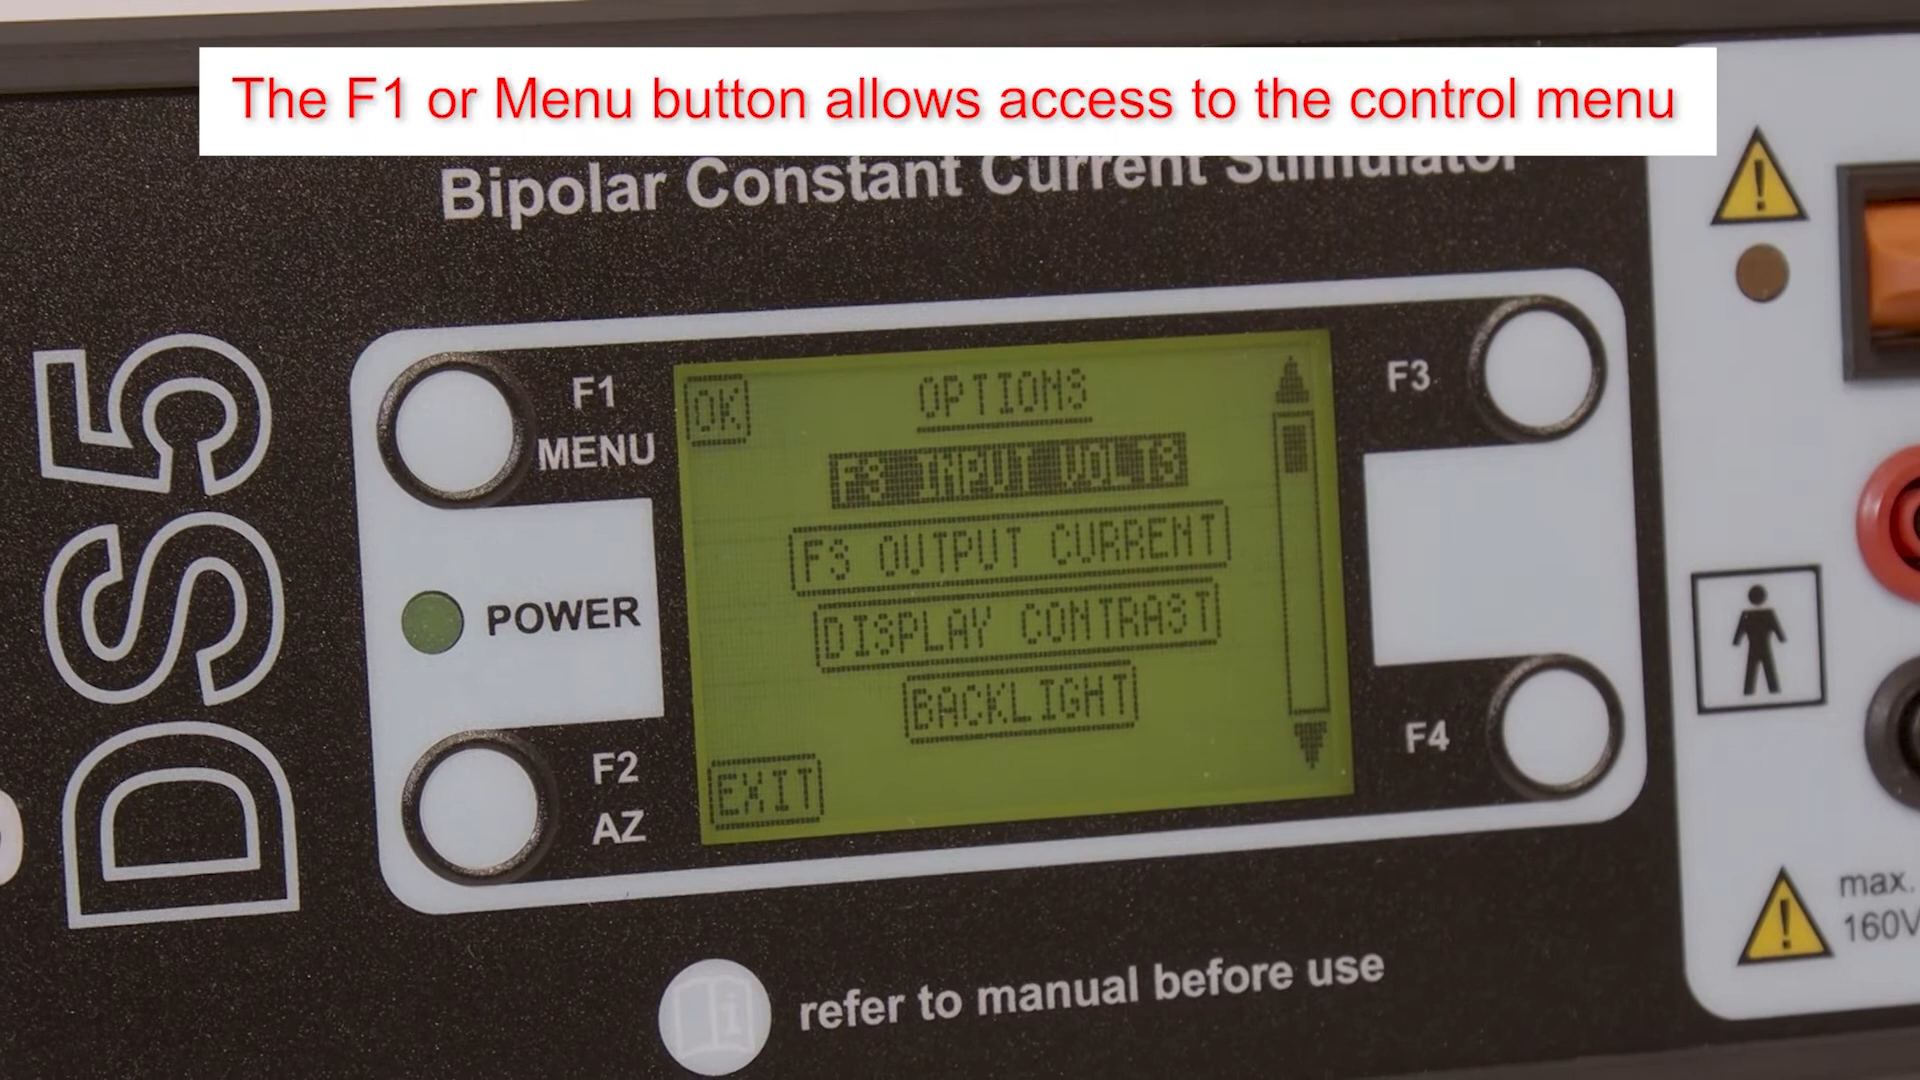 The F1 or Menu button allows access to the control menu
Bipolar Constant Current Stimulator
DS5
F1
MENU
POWER
F2
AZ
OK
OPTIONS
FS INPUT VOLTS
FS OUTPUT CURRENT
DISPLAY CONTRAST
BACKLIGHT
EXIT
F3
F4
max.
160V
refer to manual before use